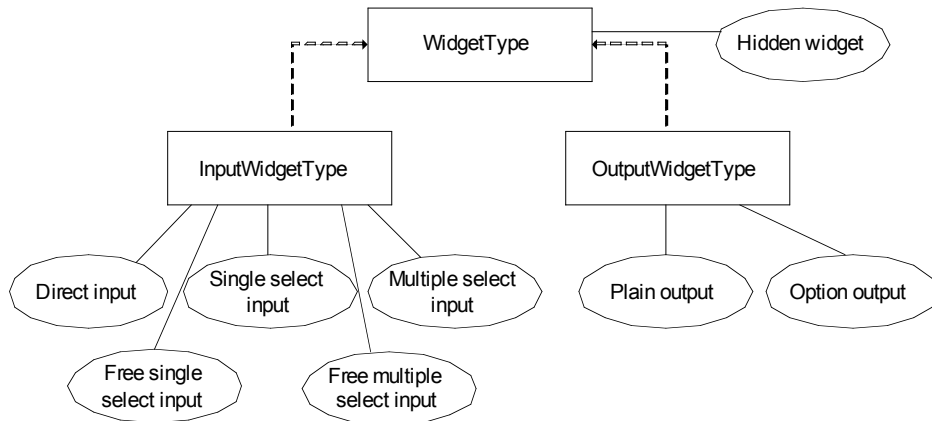 WidgetType
Hidden widget
InputWidgetType
OutputWidgetType
Direct input
Single select
input
Multiple select
input
Plain output
Option output
Free single
select input
Free multiple
select input